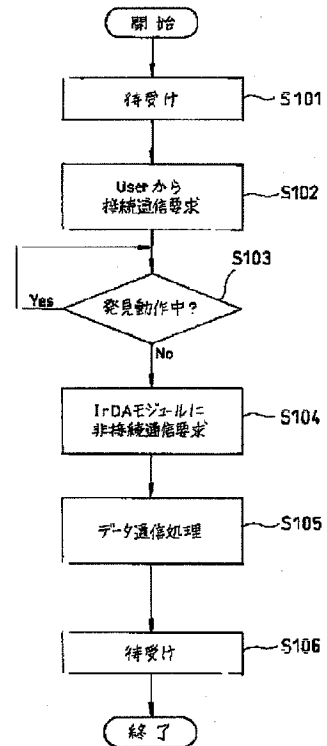 開始
待受け
S101
Userから
接続通信要求
S102
S103
発見動作中?
Yes
No
IrDAモジュールに
非接続通信要求
S104
データ通信処理
S105
待受け
S106
終了